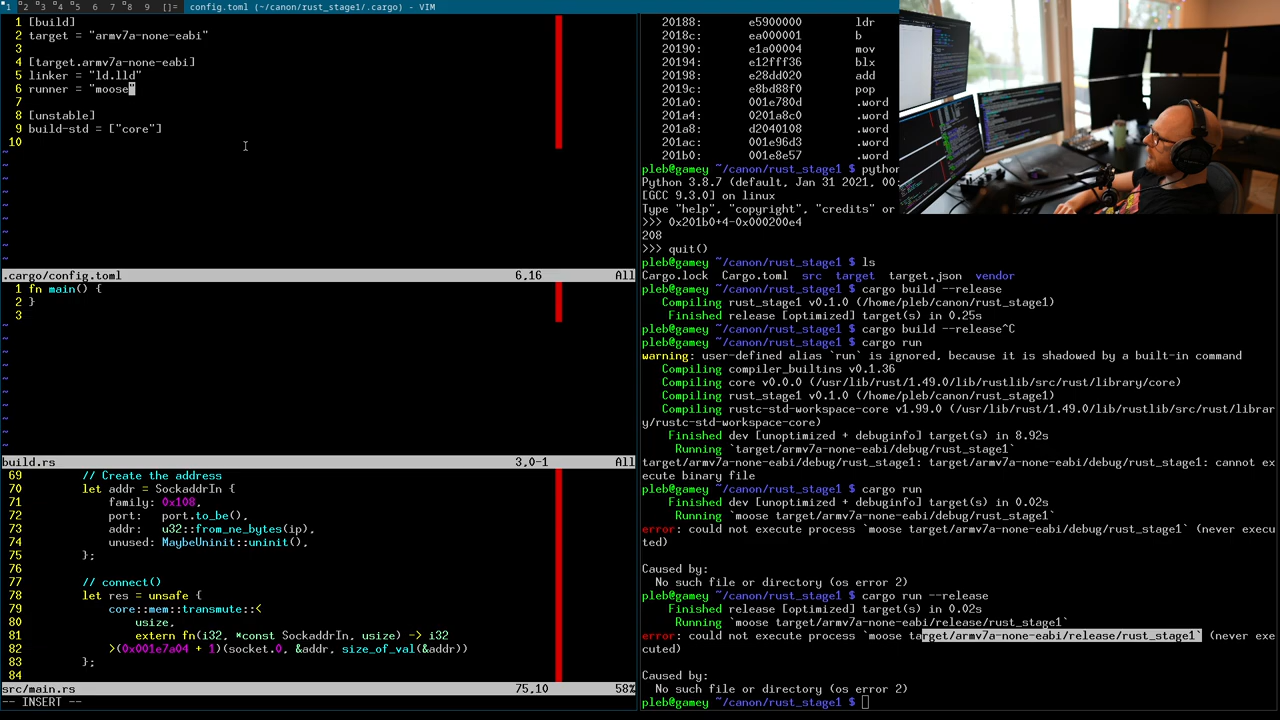 1 2 3 4 5 6 7 8 9 []= config.toml (~/canon/rust_stage1/.cargo) - VIM
1 [build]
2 target = "armv7a-none-eabi"
3
4 [target.armv7a-none-eabi]
5 linker = "ld.lld"
6 runner = "moose"
7
8 [unstable]
9 build-std = ["core"]
10
~
~
~
~
~
~
~
~
~
.cargo/config.toml 6,16 All
1 fn main() {
2 }
3
~
~
~
~
~
~
~
~
~
~
build.rs 3,0-1 All
69 // Create the address
70 let addr = SockaddrIn {
71 family: 0x108,
72 port: port.to_be(),
73 addr: u32::from_ne_bytes(ip),
74 unused: MaybeUninit::uninit(),
75 };
76
77 // connect()
78 let res = unsafe {
79 core::mem::transmute::<
80 usize,
81 extern fn(i32, *const SockaddrIn, usize) -> i32
82 >(0x001e7a04 + 1)(socket.0, &addr, size_of_val(&addr))
83 };
84
src/main.rs 75,10 58%
-- INSERT --
20188: e5900000 ldr
2018c: ea000001 b
20190: e1a00004 mov
20194: e12fff36 blx
20198: e28dd020 add
2019c: e8bd88f0 pop
201a0: 001e780d .word
201a4: 0201a8c0 .word
201a8: d2040108 .word
201ac: 001e96d3 .word
201b0: 001e8e57 .word
pleb@gamey ~/canon/rust_stage1 $ python
Python 3.8.7 (default, Jan 31 2021, 00:
[GCC 9.3.0] on linux
Type "help", "copyright", "credits" or
>>> 0x201b0+4-0x000200e4
208
>>> quit()
pleb@gamey ~/canon/rust_stage1 $ ls
Cargo.lock Cargo.toml src target target.json vendor
pleb@gamey ~/canon/rust_stage1 $ cargo build --release
Compiling rust_stage1 v0.1.0 (/home/pleb/canon/rust_stage1)
Finished release [optimized] target(s) in 0.25s
pleb@gamey ~/canon/rust_stage1 $ cargo build --release^C
pleb@gamey ~/canon/rust_stage1 $ cargo run
warning: user-defined alias `run` is ignored, because it is shadowed by a built-in command
Compiling compiler_builtins v0.1.36
Compiling core v0.0.0 (/usr/lib/rust/1.49.0/lib/rustlib/src/rust/library/core)
Compiling rust_stage1 v0.1.0 (/home/pleb/canon/rust_stage1)
Compiling rustc-std-workspace-core v1.99.0 (/usr/lib/rust/1.49.0/lib/rustlib/src/rust/librar
y/rustc-std-workspace-core)
Finished dev [unoptimized + debuginfo] target(s) in 8.92s
Running `target/armv7a-none-eabi/debug/rust_stage1`
target/armv7a-none-eabi/debug/rust_stage1: target/armv7a-none-eabi/debug/rust_stage1: cannot ex
ecute binary file
pleb@gamey ~/canon/rust_stage1 $ cargo run
Finished dev [unoptimized + debuginfo] target(s) in 0.02s
Running `moose target/armv7a-none-eabi/debug/rust_stage1`
error: could not execute process `moose target/armv7a-none-eabi/debug/rust_stage1` (never execu
ted)

Caused by:
No such file or directory (os error 2)
pleb@gamey ~/canon/rust_stage1 $ cargo run --release
Finished release [optimized] target(s) in 0.02s
Running `moose target/armv7a-none-eabi/release/rust_stage1`
error: could not execute process `moose target/armv7a-none-eabi/release/rust_stage1` (never exe
cuted)

Caused by:
No such file or directory (os error 2)
pleb@gamey ~/canon/rust_stage1 $